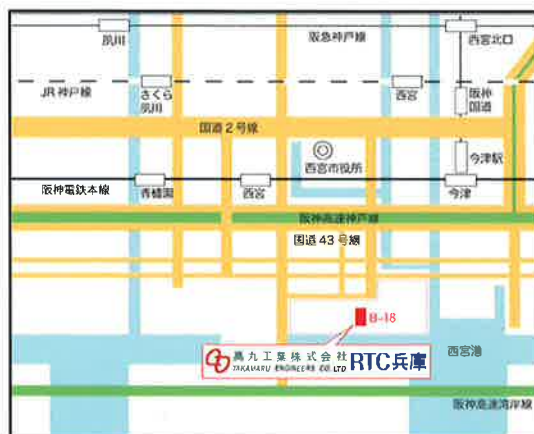 阪急神戸線
西宮北口
夙川
JR神戸線
さくら
夙川
西宮
阪神
国道
国道2号線
西宮市役所
今津駅
阪神電鉄本線
香櫨園
西宮
今津
阪神高速神戸線
国道43号線
B-18
髙丸工業株式会社
TAKAMARU ENGINEERS CO.LTD
RTC兵庫
西宮港
阪神高速湾岸線